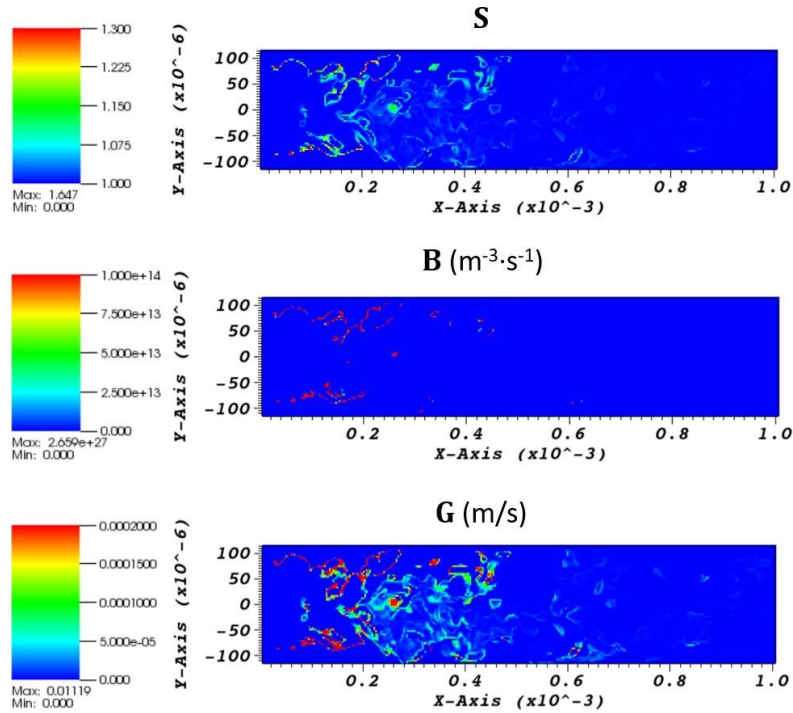 S
1.300
1.225
1.150
1.075
1.000
Max: 1.647
Min: 0.000
Y-Axis (x10^-6)
100
50
0
-50
-100
0.2 0.4 0.6 0.8 1.0
X-Axis (x10^-3)
B (m⁻³·s⁻¹)
1.000e+14
7.500e+13
5.000e+13
2.500e+13
0.000
Max: 2.659e+27
Min: 0.000
Y-Axis (x10^-6)
100
50
0
-50
-100
0.2 0.4 0.6 0.8 1.0
X-Axis (x10^-3)
G (m/s)
0.0002000
0.0001500
0.0001000
5.000e-05
0.000
Max: 0.01119
Min: 0.000
Y-Axis (x10^-6)
100
50
0
-50
-100
0.2 0.4 0.6 0.8 1.0
X-Axis (x10^-3)